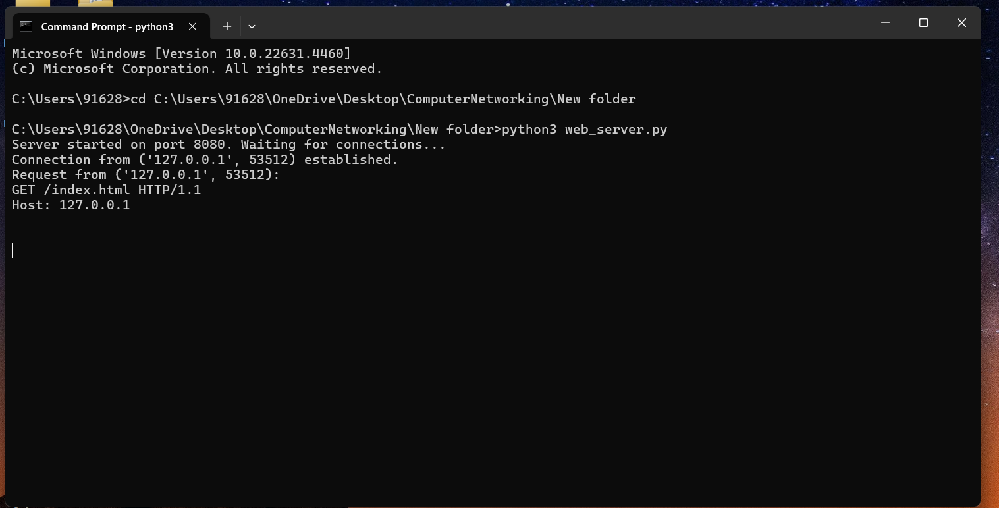 Command Prompt - python3
Microsoft Windows [Version 10.0.22631.4460]
(c) Microsoft Corporation. All rights reserved.
C:\Users\91628>cd C:\Users\91628\OneDrive\Desktop\ComputerNetworking\New folder
C:\Users\91628\OneDrive\Desktop\ComputerNetworking\New folder>python3 web_server.py
Server started on port 8080. Waiting for connections...
Connection from ('127.0.0.1', 53512) established.
Request from ('127.0.0.1', 53512):
GET /index.html HTTP/1.1
Host: 127.0.0.1